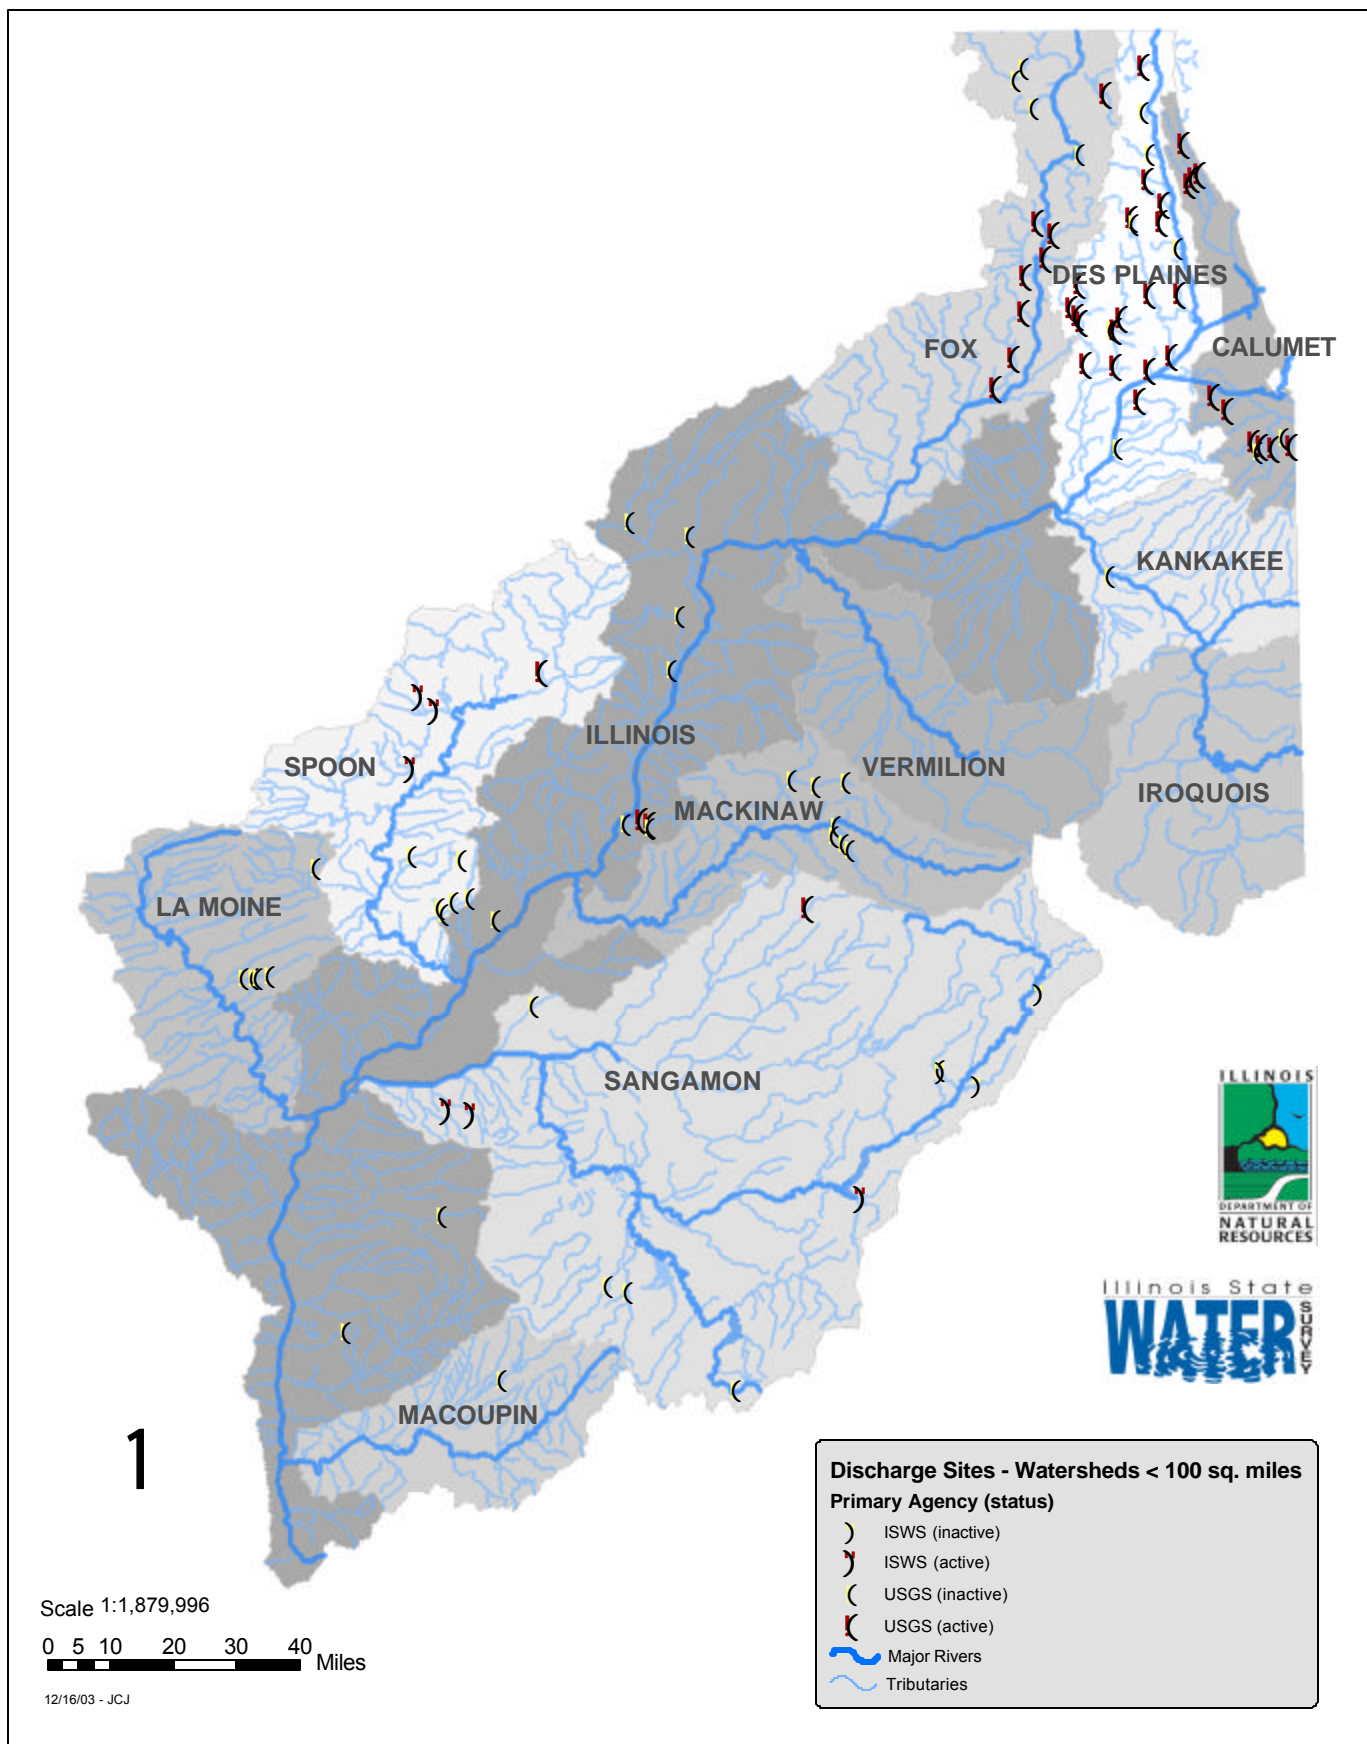 DES PLAINES
FOX
CALUMET
KANKAKEE
ILLINOIS
SPOON
VERMILION
IROQUOIS
MACKINAW
LA MOINE
SANGAMON
MACOUPIN
ILLINOIS
DEPARTMENT OF
NATURAL
RESOURCES
Illinois State
WATER
SURVEY
1
Discharge Sites - Watersheds < 100 sq. miles
Primary Agency (status)
ISWS (inactive)
ISWS (active)
USGS (inactive)
USGS (active)
Major Rivers
Tributaries
Scale 1:1,879,996
0 5 10 20 30 40 Miles
12/16/03 - JCJ